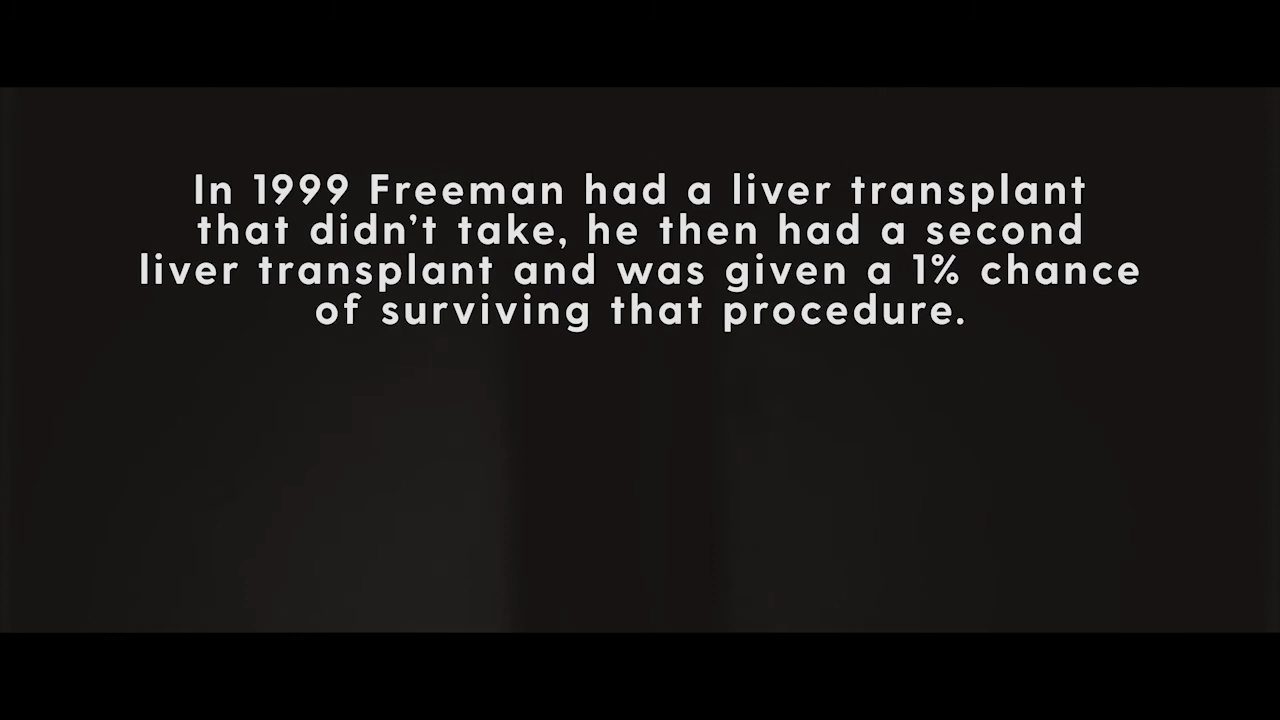 In 1999 Freeman had a liver transplant
that didn’t take, he then had a second
liver transplant and was given a 1% chance
of surviving that procedure.